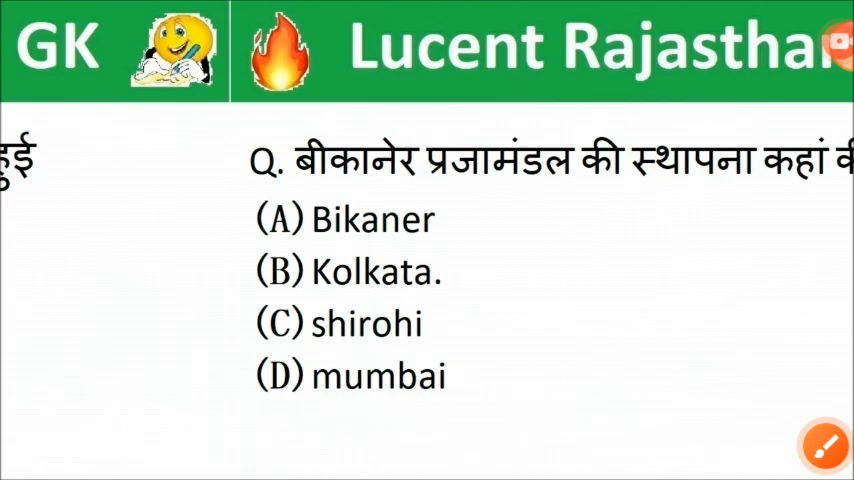 GK Lucent Rajasthan
हुई
Q. बीकानेर प्रजामंडल की स्थापना कहां
(A) Bikaner
(B) Kolkata.
(C) shirohi
(D) mumbai